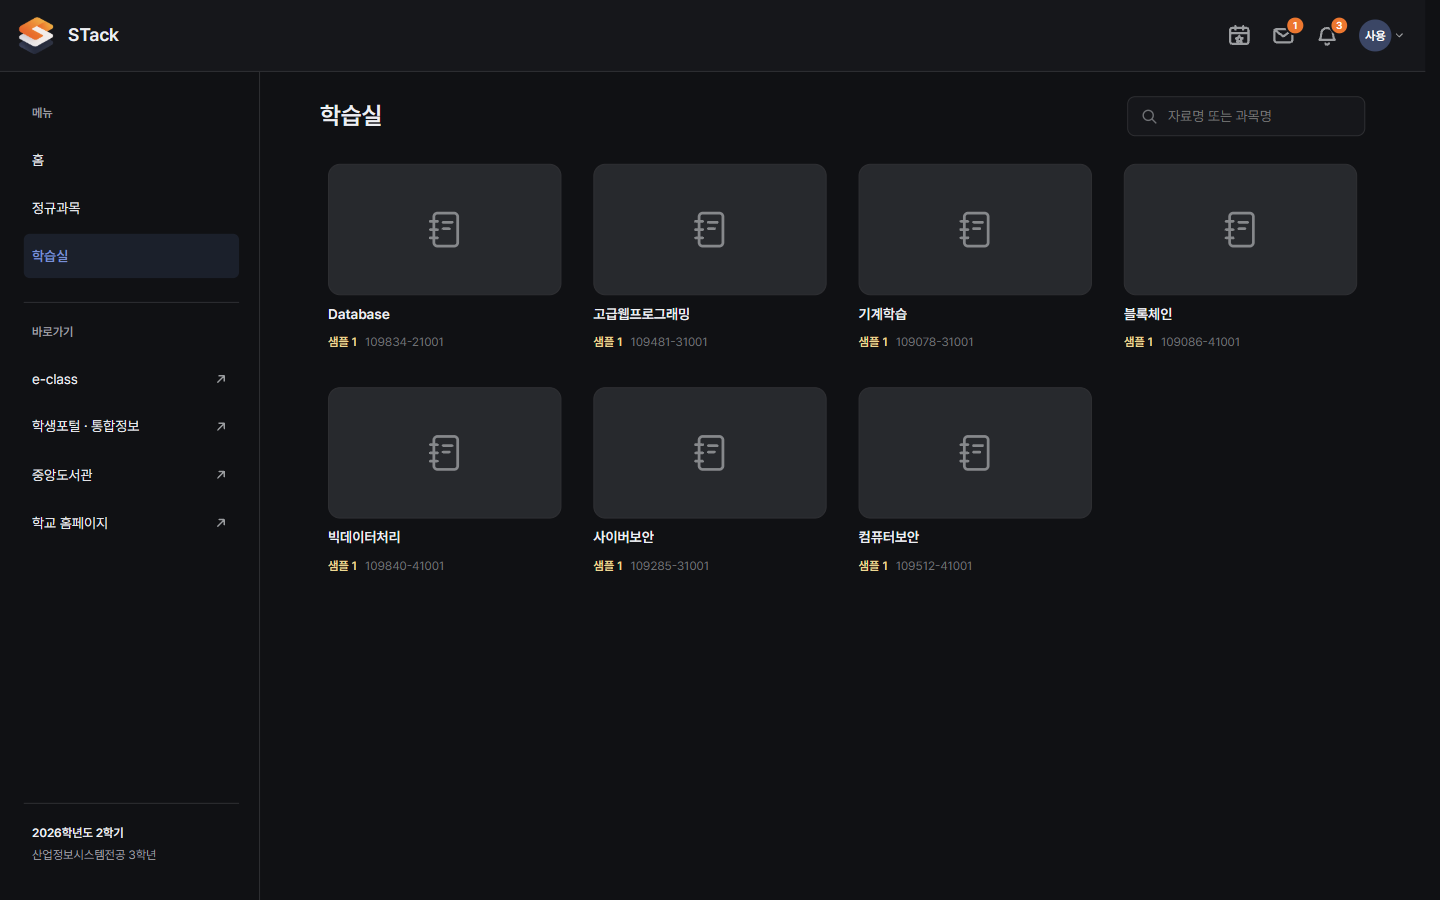 STack
1
3
사용
메뉴
홈
정규과목
학습실
바로가기
e-class
학생포털 · 통합정보
중앙도서관
학교 홈페이지
2026학년도 2학기
산업정보시스템전공 3학년
학습실
자료명 또는 과목명
Database
샘플 1 109834-21001
고급웹프로그래밍
샘플 1 109481-31001
기계학습
샘플 1 109078-31001
블록체인
샘플 1 109086-41001
빅데이터처리
샘플 1 109840-41001
사이버보안
샘플 1 109285-31001
컴퓨터보안
샘플 1 109512-41001